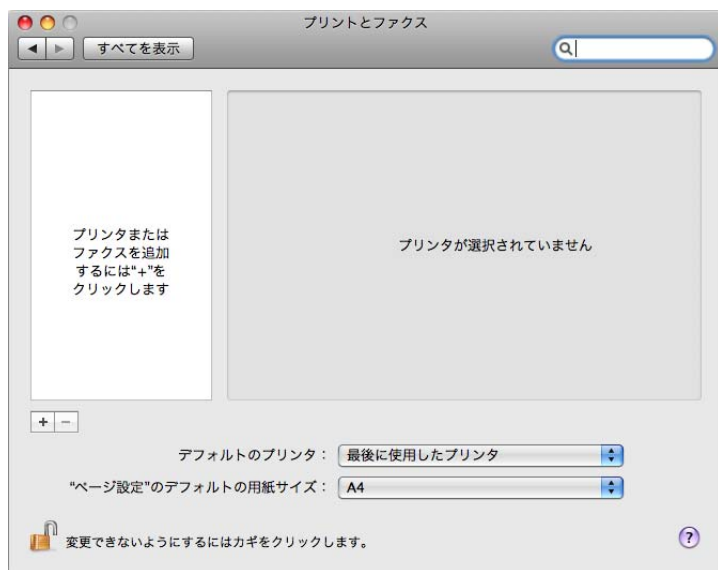 プリントとファクス
すべてを表示
プリンタまたは
ファクスを追加
するには“+”を
クリックします
プリンタが選択されていません
+ −
デフォルトのプリンタ： 最後に使用したプリンタ
“ページ設定”のデフォルトの用紙サイズ： A4
変更できないようにするにはカギをクリックします。
?